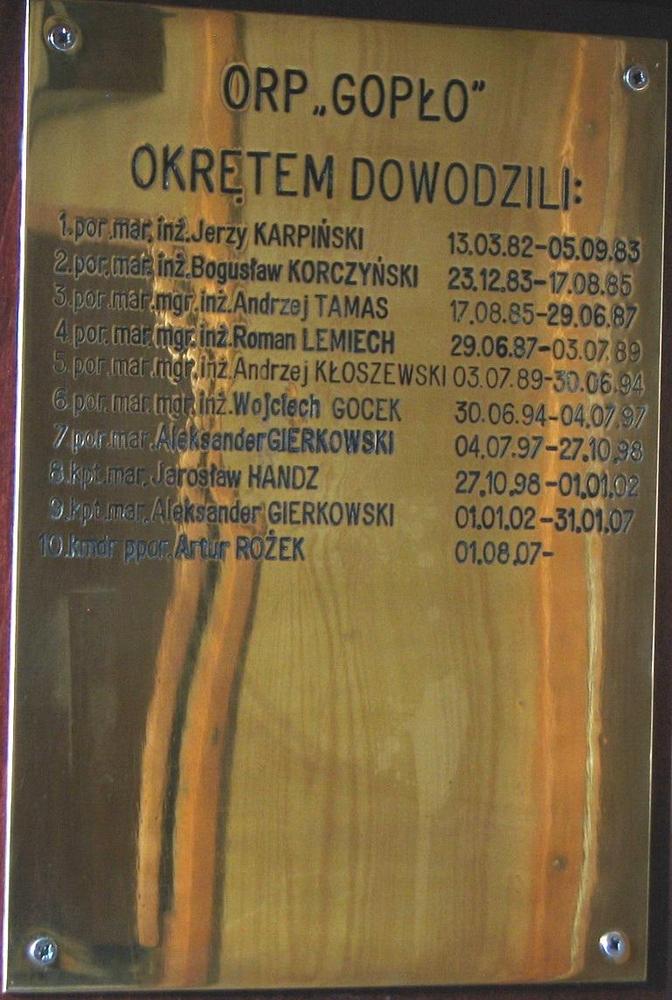 ORP „GOPŁO”
OKRĘTEM DOWODZILI:
1.por.mar.inż.Jerzy KARPIŃSKI 13.03.82-05.09.83
2.por.mar.inż.Bogusław KORCZYŃSKI 23.12.83-17.08.85
3.por.mar.mgr.inż.Andrzej TAMAS 17.08.85-29.06.87
4.por.mar.mgr.inż.Roman LEMIECH 29.06.87-03.07.89
5.por.mar.mgr.inż.Andrzej KŁOSZEWSKI 03.07.89-30.06.94
6.por.mar.mgr.inż.Wojciech GOCEK 30.06.94-04.07.97
7.por.mar.Aleksander GIERKOWSKI 04.07.97-27.10.98
8.kpt.mar.Jarosław HANDZ 27.10.98-01.01.02
9.kpt.mar.Aleksander GIERKOWSKI 01.01.02-31.01.07
10.kmdr ppor.Artur ROŻEK 01.08.07-